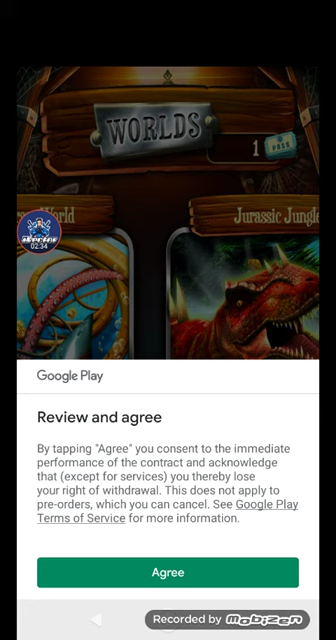 WORLDS
1
PASS
World
Jurassic Jungle
02:34
Google Play
Review and agree
By tapping "Agree" you consent to the immediate
performance of the contract and acknowledge
that (except for services) you thereby lose
your right of withdrawal. This does not apply to
pre-orders, which you can cancel. See Google Play
Terms of Service for more information.
Agree
Recorded by mobizen